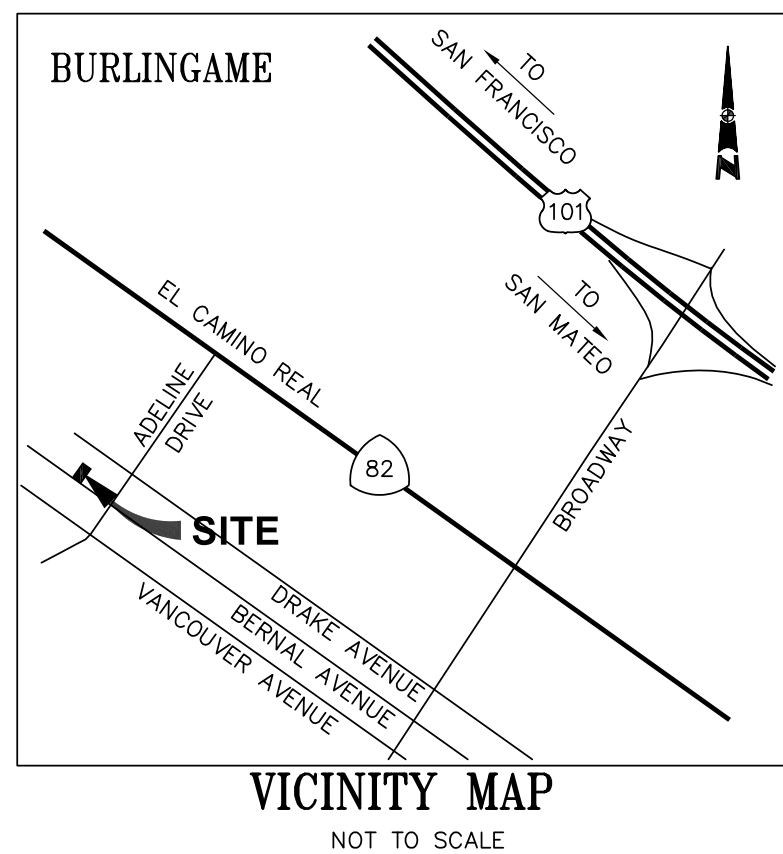 BURLINGAME
TO
SAN FRANCISCO
N
101
TO
SAN MATEO
EL CAMINO REAL
ADELINE
DRIVE
82
BROADWAY
SITE
DRAKE AVENUE
BERNAL AVENUE
VANCOUVER AVENUE
VICINITY MAP
NOT TO SCALE